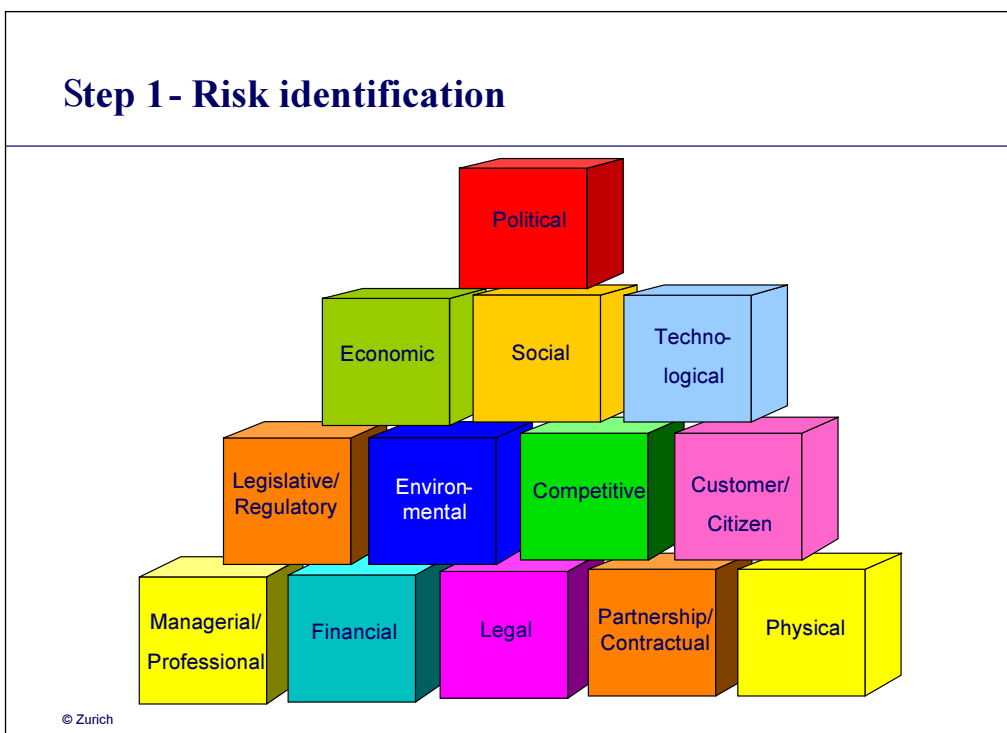 Step 1- Risk identification
Political
Economic
Social
Techno-
logical
Legislative/
Regulatory
Environ-
mental
Competitive
Customer/
Citizen
Managerial/
Professional
Financial
Legal
Partnership/
Contractual
Physical
© Zurich